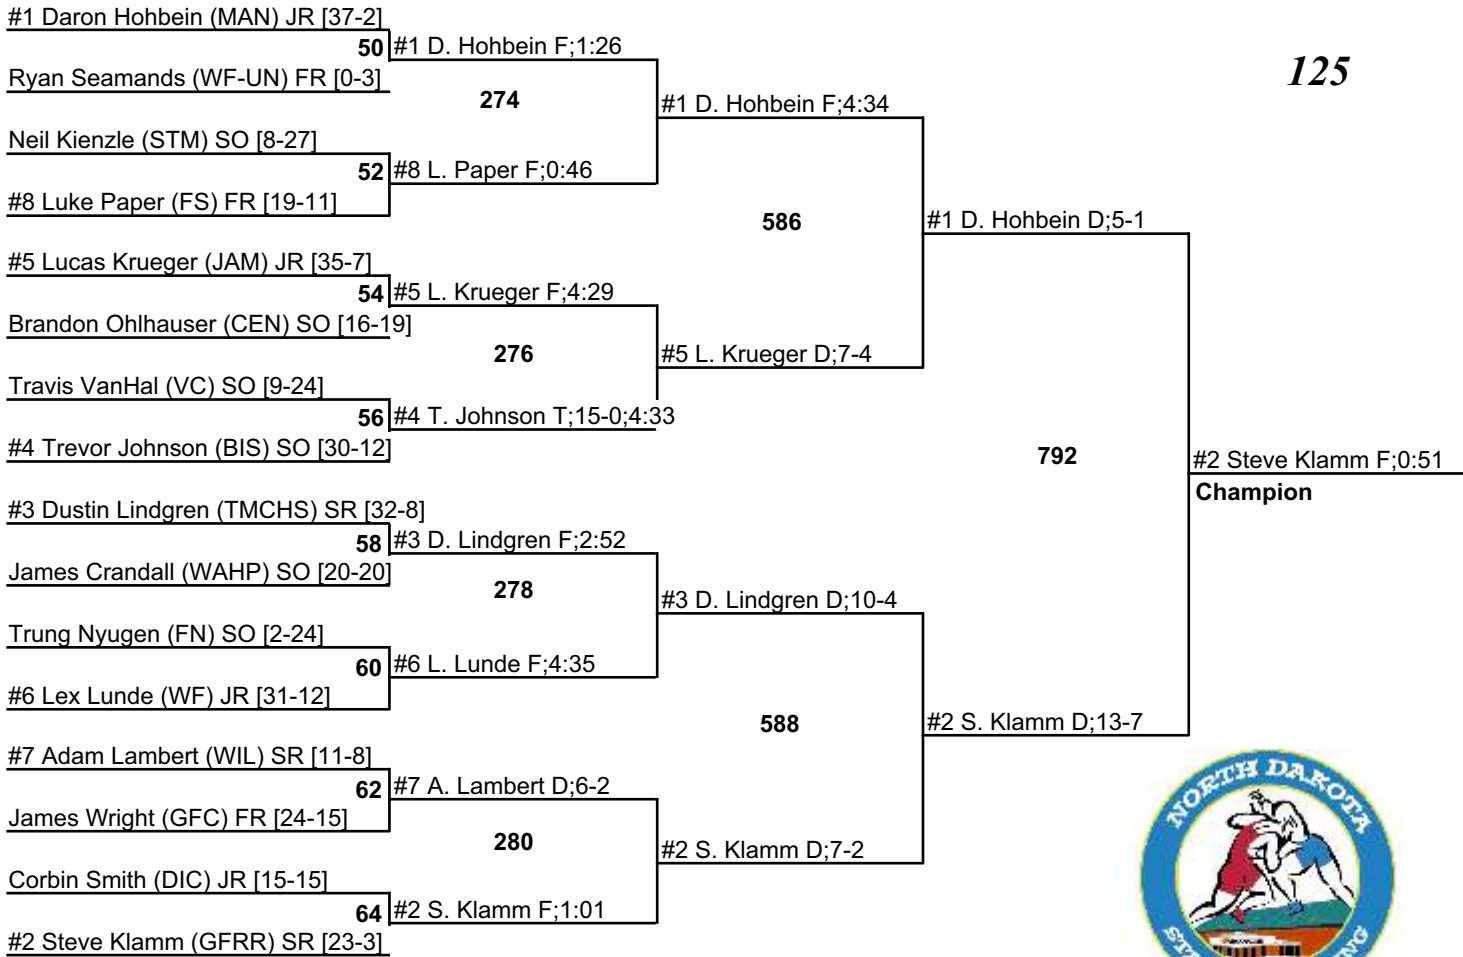 #1 Daron Hohbein (MAN) JR [37-2]
50 #1 D. Hohbein F;1:26
125
Ryan Seamands (WF-UN) FR [0-3]
274
#1 D. Hohbein F;4:34
Neil Kienzle (STM) SO [8-27]
52 #8 L. Paper F;0:46
#8 Luke Paper (FS) FR [19-11]
586
#1 D. Hohbein D;5-1
#5 Lucas Krueger (JAM) JR [35-7]
54 #5 L. Krueger F;4:29
Brandon Ohlhauser (CEN) SO [16-19]
276
#5 L. Krueger D;7-4
Travis VanHal (VC) SO [9-24]
56 #4 T. Johnson T;15-0;4:33
#4 Trevor Johnson (BIS) SO [30-12]
792
#2 Steve Klamm F;0:51
Champion
#3 Dustin Lindgren (TMCHS) SR [32-8]
58 #3 D. Lindgren F;2:52
James Crandall (WAHP) SO [20-20]
278
#3 D. Lindgren D;10-4
Trung Nyugen (FN) SO [2-24]
60 #6 L. Lunde F;4:35
#6 Lex Lunde (WF) JR [31-12]
588
#2 S. Klamm D;13-7
#7 Adam Lambert (WIL) SR [11-8]
62 #7 A. Lambert D;6-2
James Wright (GFC) FR [24-15]
280
#2 S. Klamm D;7-2
Corbin Smith (DIC) JR [15-15]
64 #2 S. Klamm F;1:01
#2 Steve Klamm (GFRR) SR [23-3]
NORTH DAKOTA